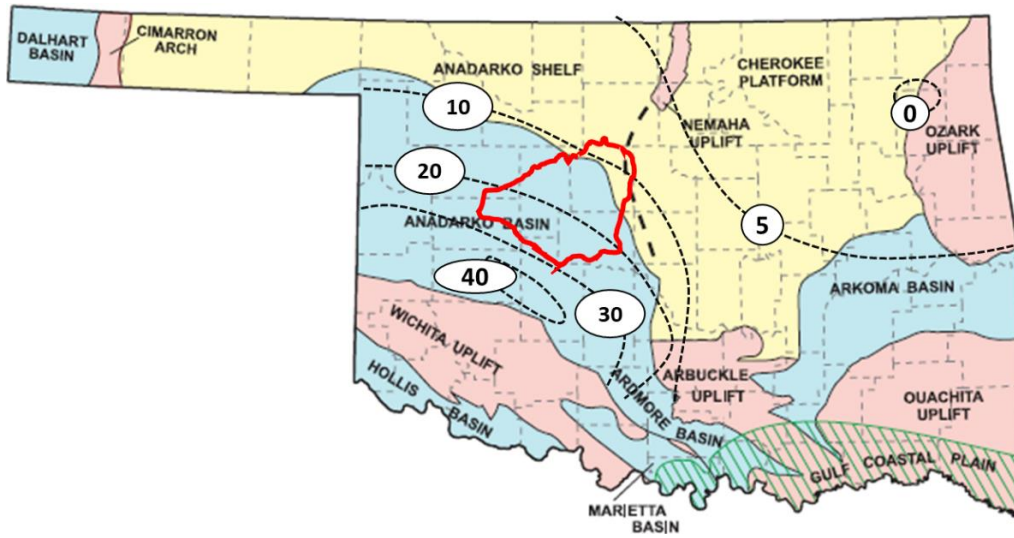 DALHART
BASIN
CIMARRON
ARCH
ANADARKO SHELF
CHEROKEE
PLATFORM
10
0
NEMAHA
UPLIFT
OZARK
UPLIFT
20
ANADARKO BASIN
5
40
30
ARKOMA BASIN
WICHITA UPLIFT
HOLLIS
BASIN
ARDMORE BASIN
ARBUCKLE
UPLIFT
OUACHITA
UPLIFT
GULF COASTAL PLAIN
MARIETTA
BASIN